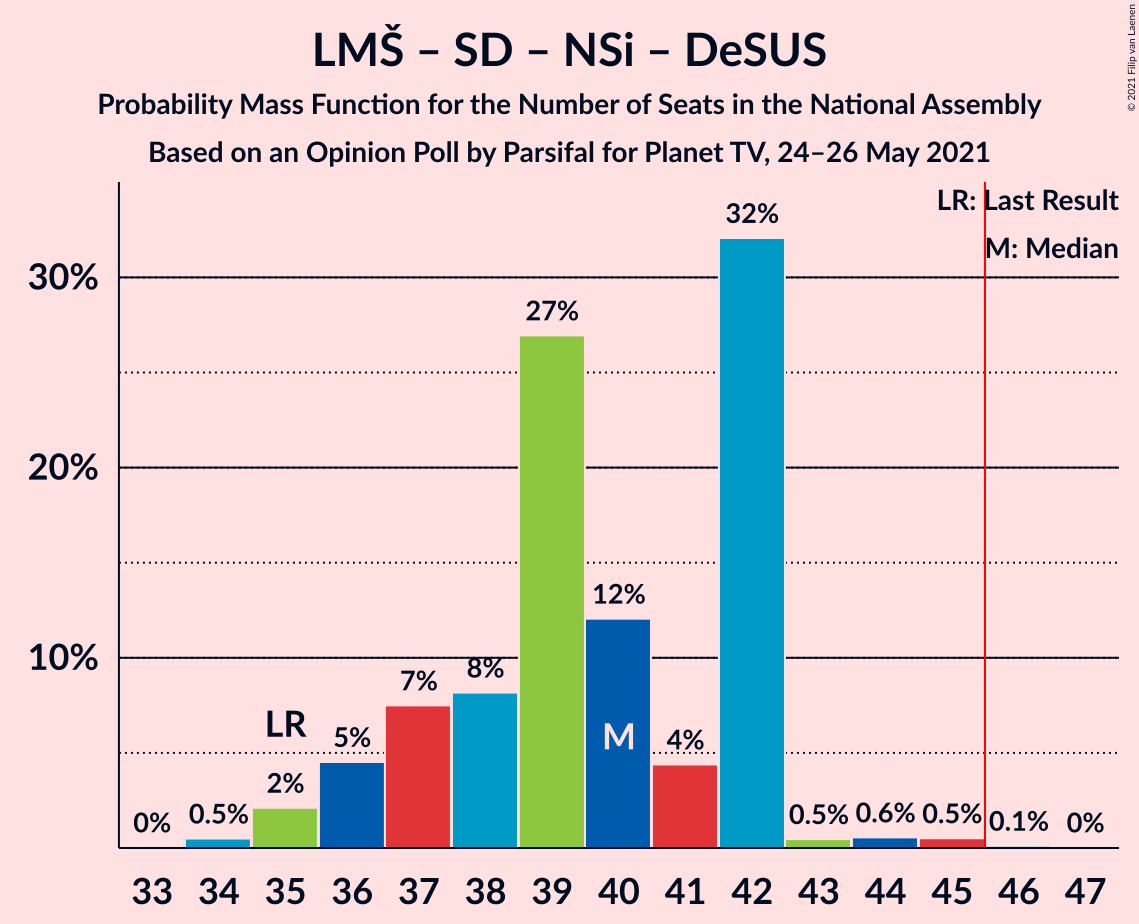 LMŠ – SD – NSi – DeSUS
Probability Mass Function for the Number of Seats in the National Assembly
Based on an Opinion Poll by Parsifal for Planet TV, 24–26 May 2021
© 2021 Filip van Laenen
LR: Last Result
M: Median
30%
20%
10%
0%
0.5%
2%
LR
5%
7%
8%
27%
12%
M
4%
32%
0.5%
0.6%
0.5%
0.1%
0%
33 34 35 36 37 38 39 40 41 42 43 44 45 46 47